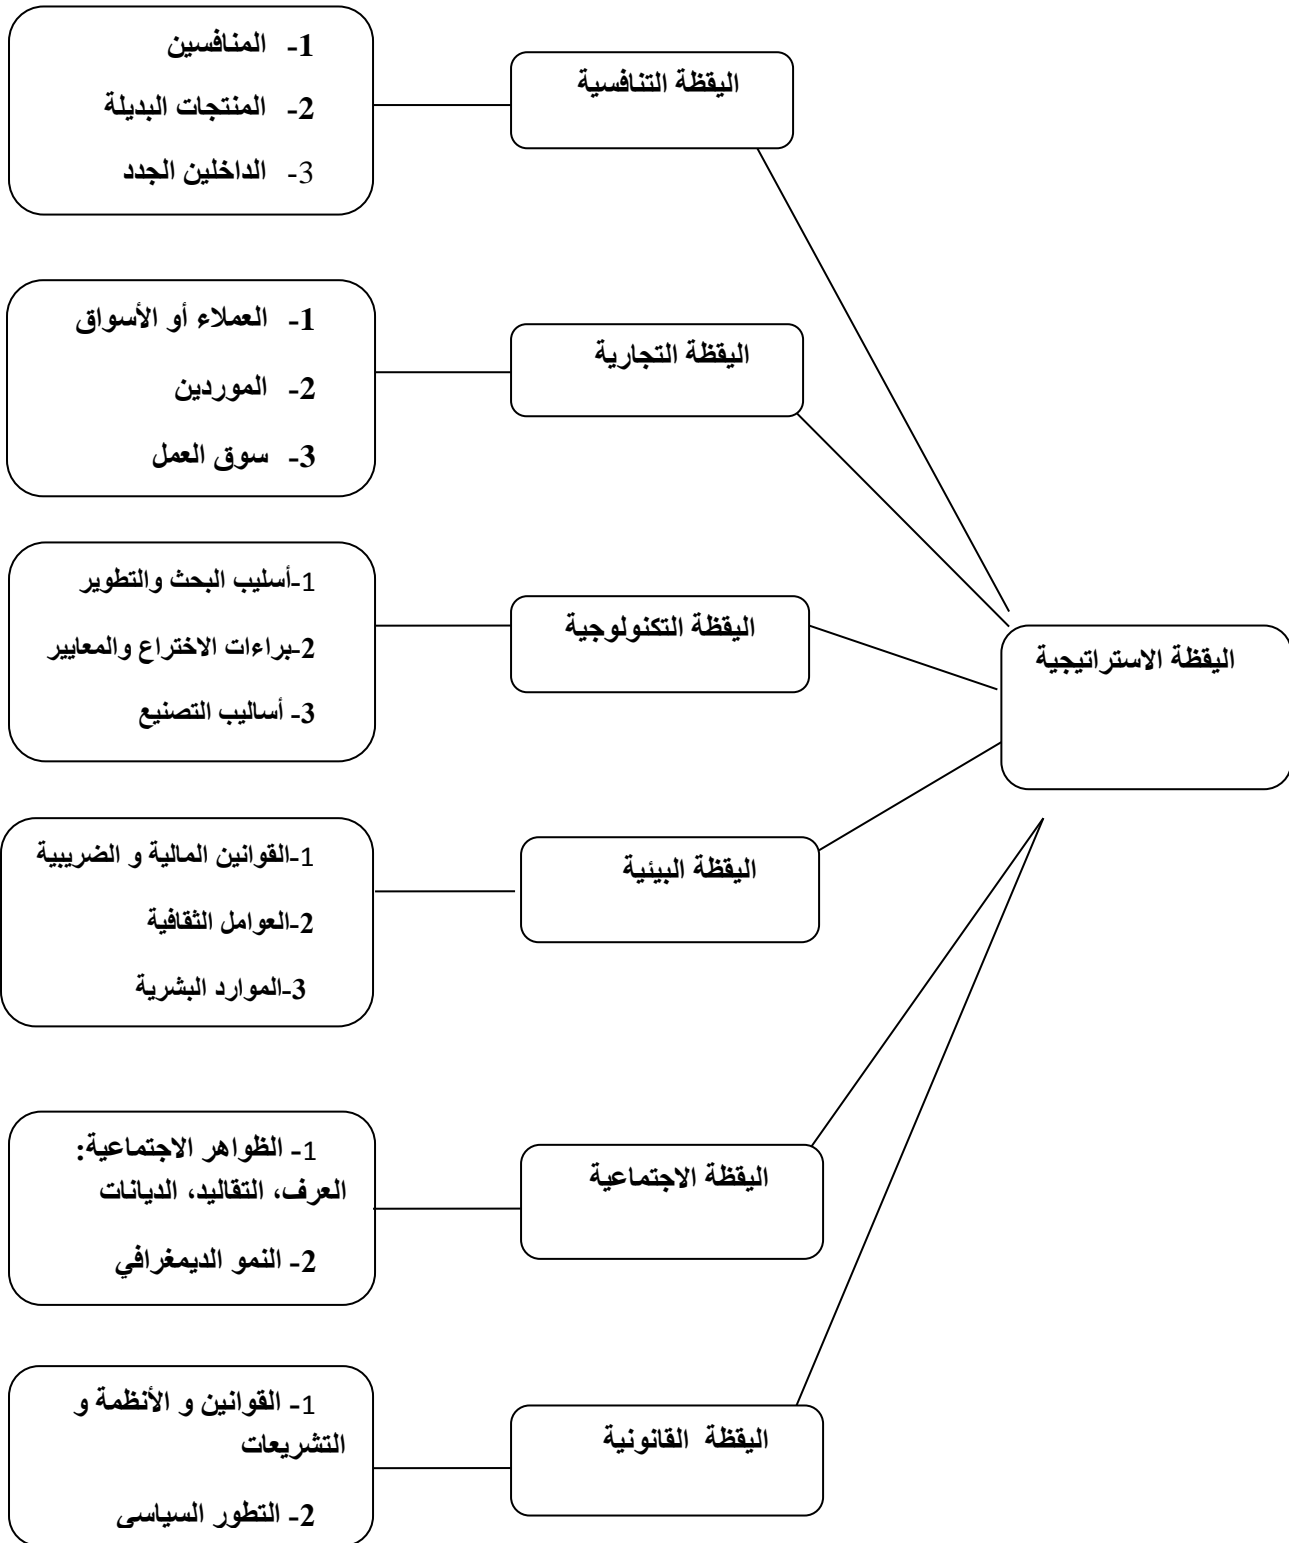 اليقظة الاستراتيجية
اليقظة التنافسية
1- المنافسين
2- المنتجات البديلة
3- الداخلين الجدد
اليقظة التجارية
1- العملاء أو الأسواق
2- الموردين
3- سوق العمل
اليقظة التكنولوجية
1-أسليب البحث والتطوير
2-براءات الاختراع والمعايير
3- أساليب التصنيع
اليقظة البيئية
1-القوانين المالية و الضريبية
2-العوامل الثقافية
3-الموارد البشرية
اليقظة الاجتماعية
1- الظواهر الاجتماعية:
العرف، التقاليد، الديانات
2- النمو الديمغرافي
اليقظة القانونية
1- القوانين و الأنظمة و
التشريعات
2- التطور السياسي